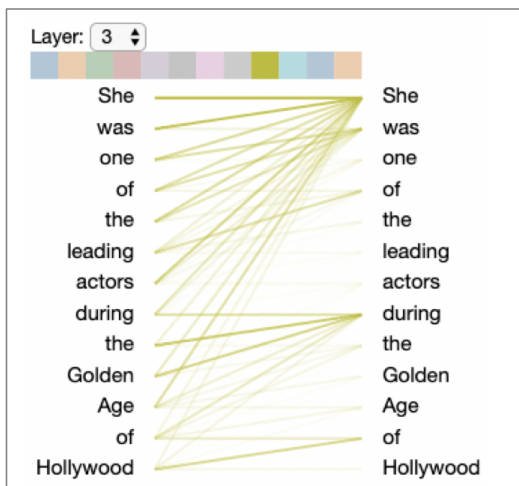 Layer: 3
She She
was was
one one
of of
the the
leading leading
actors actors
during during
the the
Golden Golden
Age Age
of of
Hollywood Hollywood